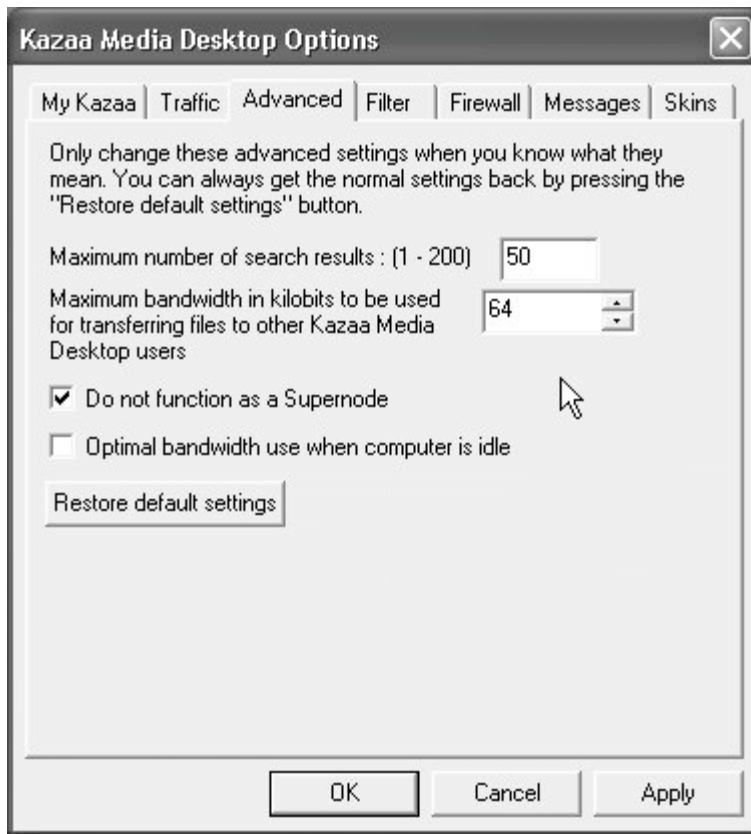 Kazaa Media Desktop Options
My Kazaa Traffic Advanced Filter Firewall Messages Skins
Only change these advanced settings when you know what they
mean. You can always get the normal settings back by pressing the
"Restore default settings" button.
Maximum number of search results : (1 - 200) 50
Maximum bandwidth in kilobits to be used 64
for transferring files to other Kazaa Media
Desktop users
Do not function as a Supernode
Optimal bandwidth use when computer is idle
Restore default settings
OK Cancel Apply